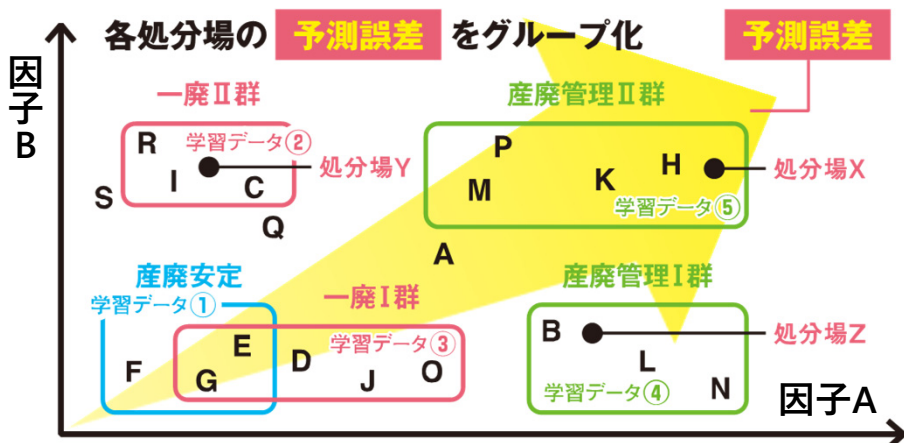 各処分場の 予測誤差 をグループ化
予測誤差
因子B
一廃Ⅱ群
産廃管理Ⅱ群
R
学習データ②
I
C
処分場Y
S
Q
P
M
K
H
処分場X
学習データ⑤
A
産廃安定
学習データ①
一廃Ⅰ群
産廃管理Ⅰ群
F
E
G
D
学習データ③
J
O
B
処分場Z
L
学習データ④
N
因子A